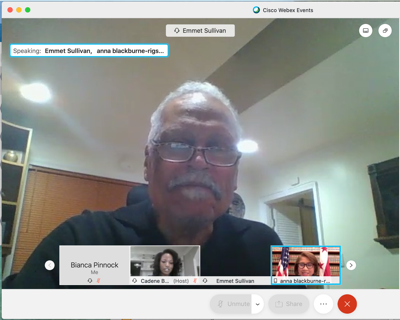 Cisco Webex Events
Emmet Sullivan
Speaking: Emmet Sullivan, anna blackburne-rigs...
Bianca Pinnock
Me
Cadene B... (Host)
Emmet Sullivan
anna blackburne-r...
Unmute
Share